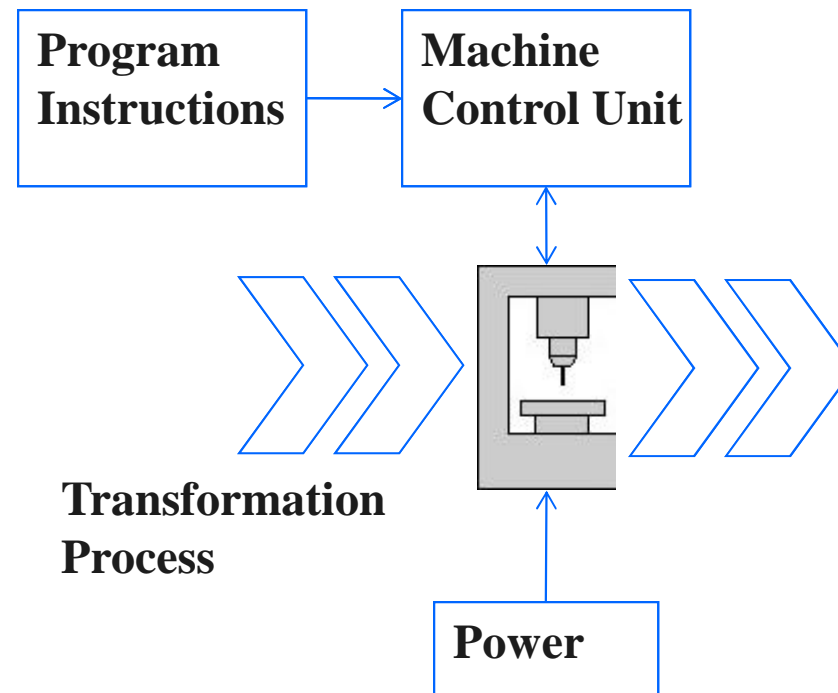 Program
Instructions
Machine
Control Unit
Transformation
Process
Power